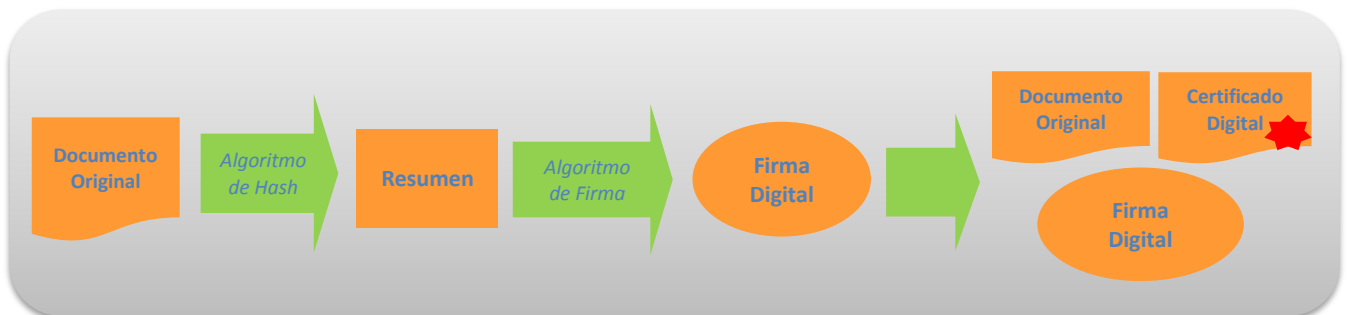 Documento
Original
Algoritmo
de Hash
Resumen
Algoritmo
de Firma
Firma
Digital
Documento
Original
Certificado
Digital
Firma
Digital